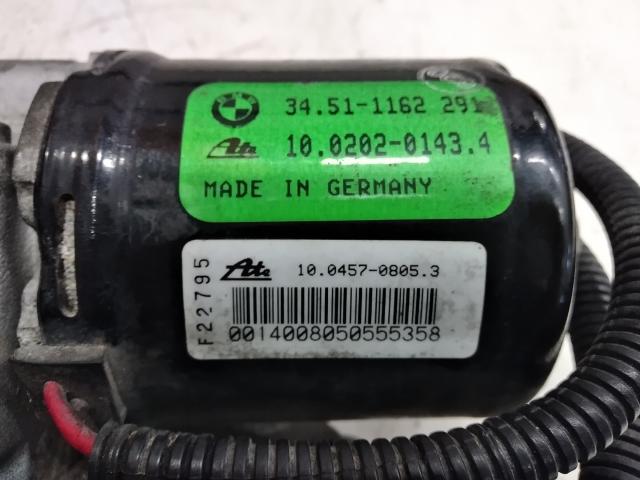 BMW 34.51-1162 291
Ate 10.0202-0143.4
MADE IN GERMANY
F22795
Ate 10.0457-0805.3
0014008050555358